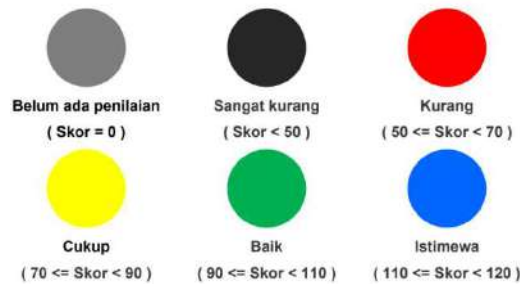 Belum ada penilaian
( Skor = 0 )
Sangat kurang
( Skor < 50 )
Kurang
( 50 <= Skor < 70 )
Cukup
( 70 <= Skor < 90 )
Baik
( 90 <= Skor < 110 )
Istimewa
( 110 <= Skor < 120 )